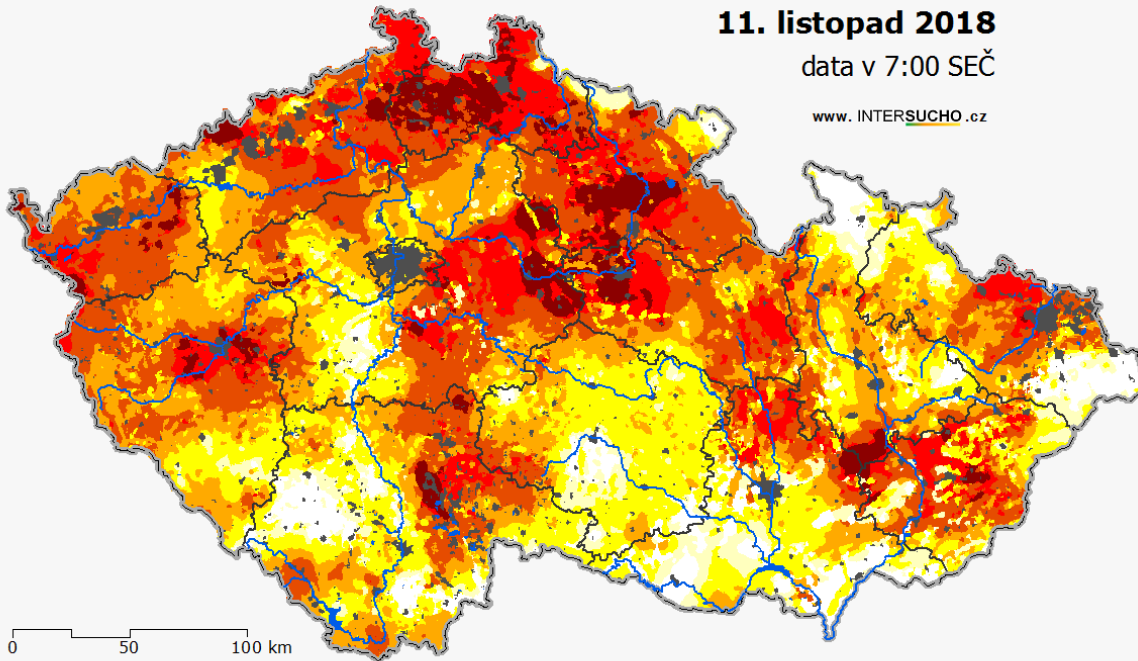 11. listopad 2018
data v 7:00 SEČ
www. INTERSUCHO .cz
0 50 100 km